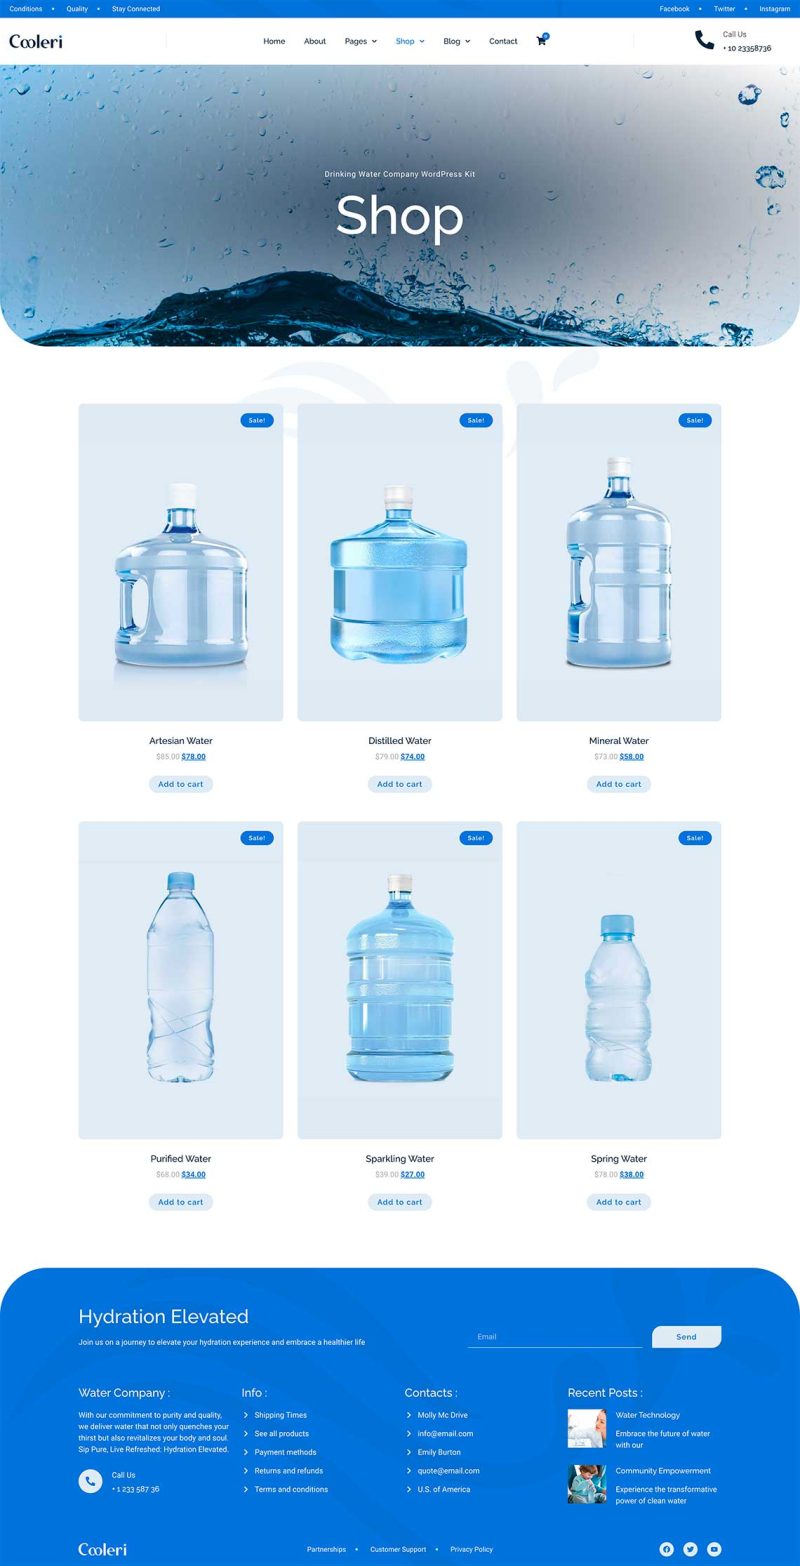 Conditions • Quality • Stay Connected
Facebook • Twitter • Instagram
Cooleri
Home About Pages Shop Blog Contact 0
Call Us
+ 10 23358736
Drinking Water Company WordPress Kit
Shop
Sale! Sale! Sale!
Artesian Water Distilled Water Mineral Water
$85.00 $78.00 $79.00 $74.00 $73.00 $58.00
Add to cart Add to cart Add to cart
Sale! Sale! Sale!
Purified Water Sparkling Water Spring Water
$68.00 $34.00 $39.00 $27.00 $78.00 $38.00
Add to cart Add to cart Add to cart
Hydration Elevated
Join us on a journey to elevate your hydration experience and embrace a healthier life
Email Send
Water Company :
With our commitment to purity and quality,
we deliver water that not only quenches your
thirst but also revitalizes your body and soul.
Sip Pure, Live Refreshed: Hydration Elevated.
Call Us
+ 1 233 587 36
Info :
Shipping Times
See all products
Payment methods
Returns and refunds
Terms and conditions
Contacts :
Molly Mc Drive
info@email.com
Emily Burton
quote@email.com
U.S. of America
Recent Posts :
Water Technology
Embrace the future of water
with our
Community Empowerment
Experience the transformative
power of clean water
Cooleri
Partnerships • Customer Support • Privacy Policy